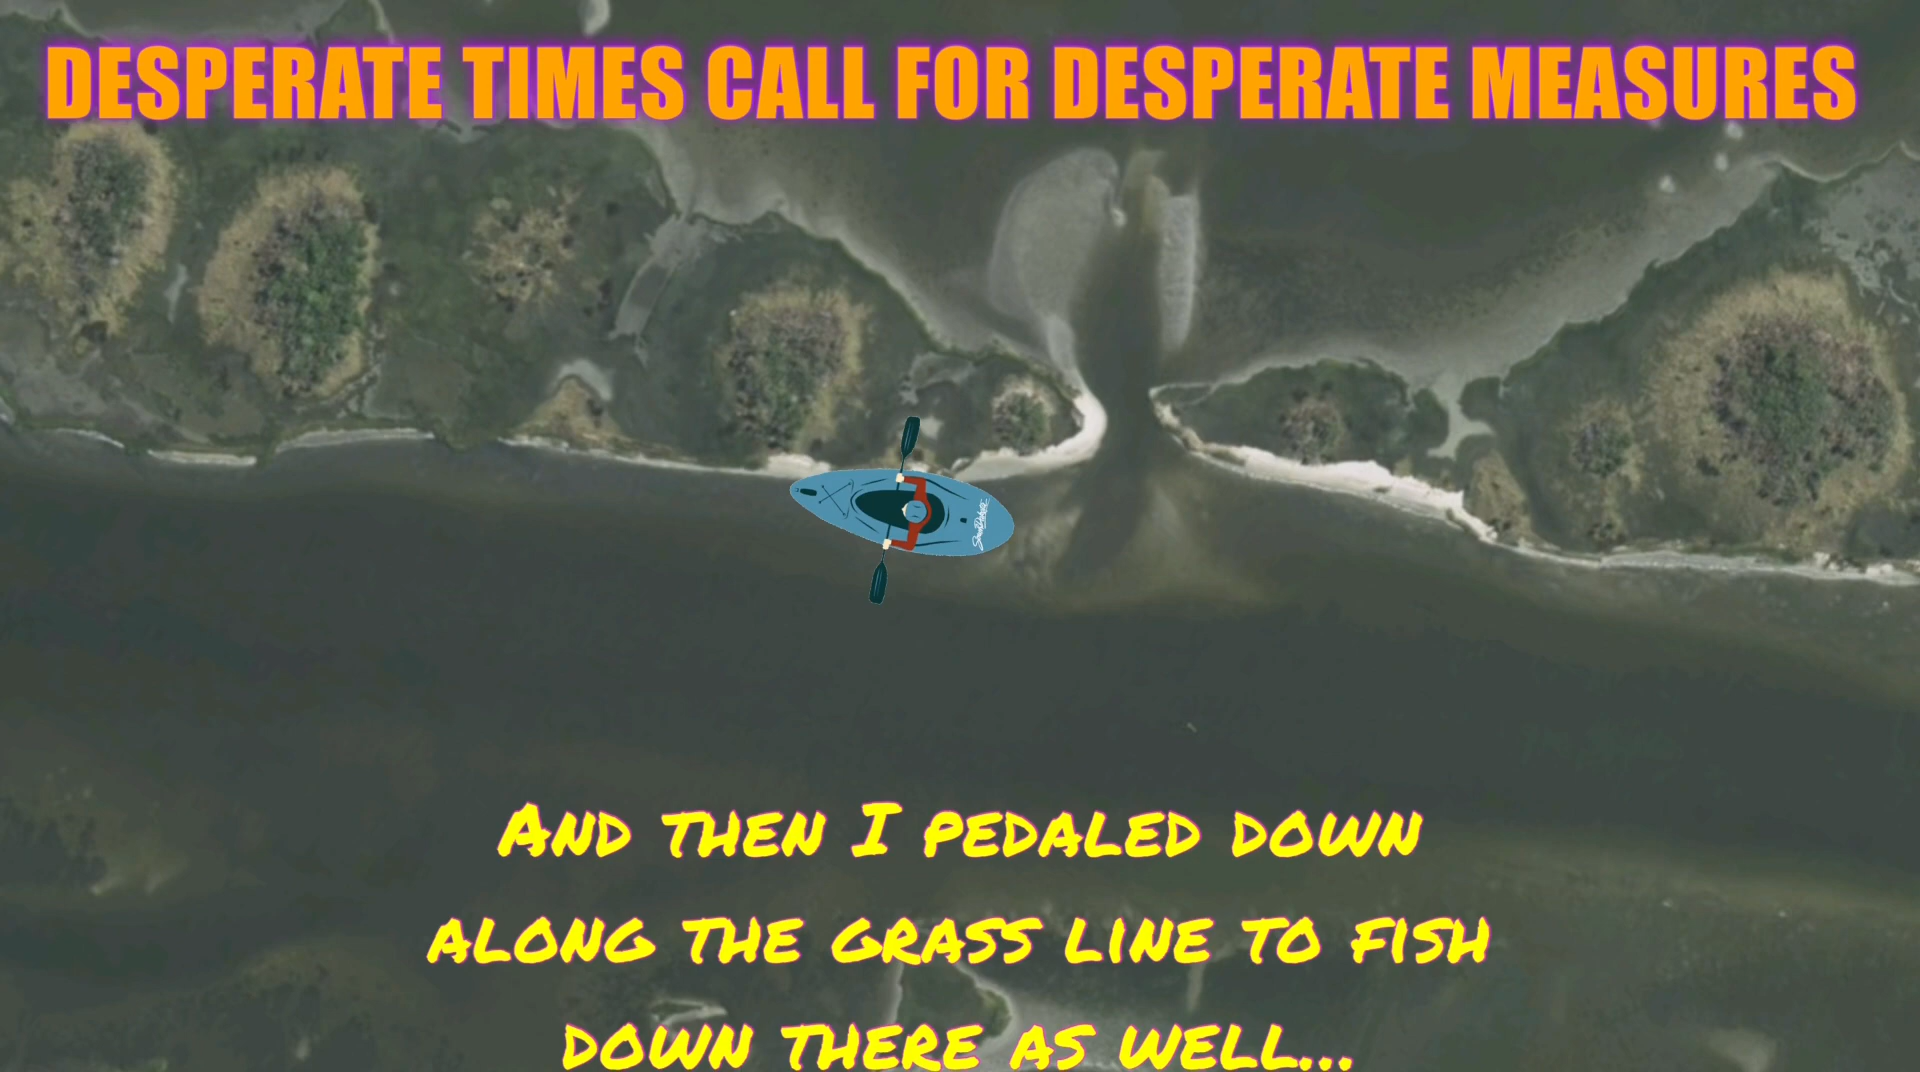 DESPERATE TIMES CALL FOR DESPERATE MEASURES
AND THEN I PEDALED DOWN
ALONG THE GRASS LINE TO FISH
DOWN THERE AS WELL...